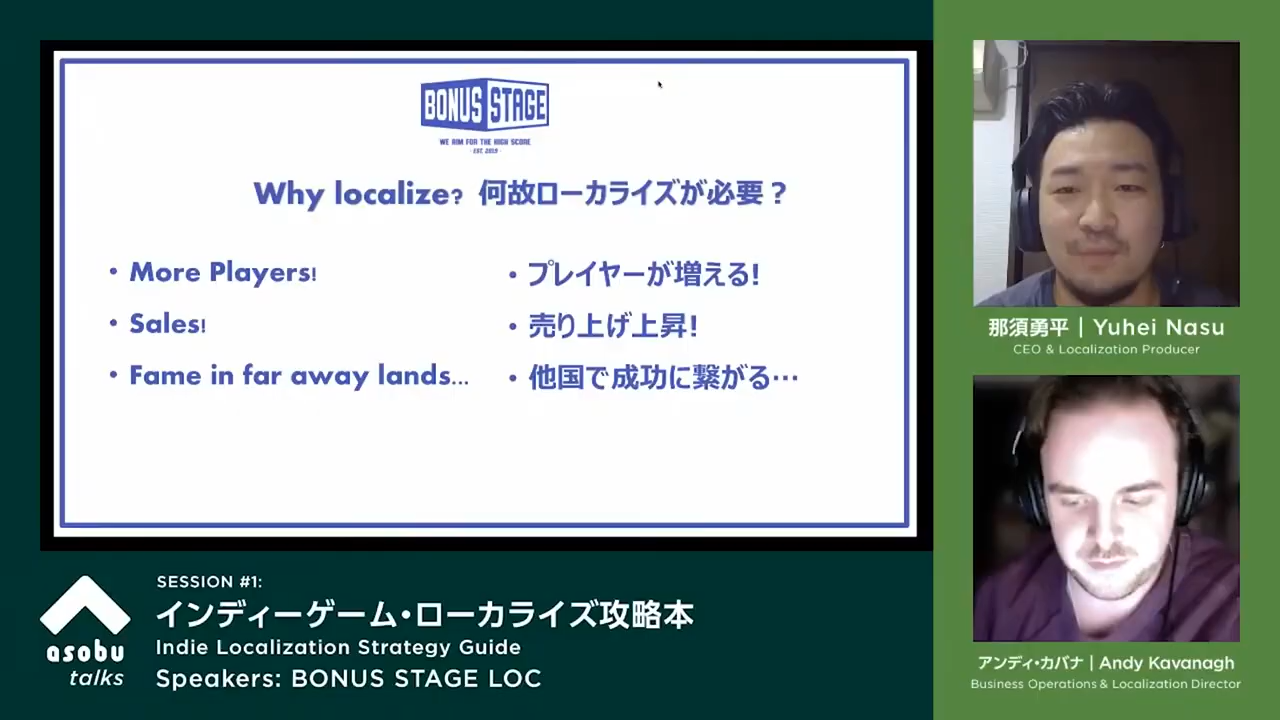 BONUS STAGE
WE AIM FOR THE HIGH SCORE
· EST. 2019 ·
Why localize? 何故ローカライズが必要？
• More Players!
• Sales!
• Fame in far away lands...
• プレイヤーが増える!
• 売り上げ上昇!
• 他国で成功に繋がる…
那須勇平 | Yuhei Nasu
CEO & Localization Producer
アンディ・カバナ | Andy Kavanagh
Business Operations & Localization Director
asobu
talks
SESSION #1:
インディーゲーム・ローカライズ攻略本
Indie Localization Strategy Guide
Speakers: BONUS STAGE LOC